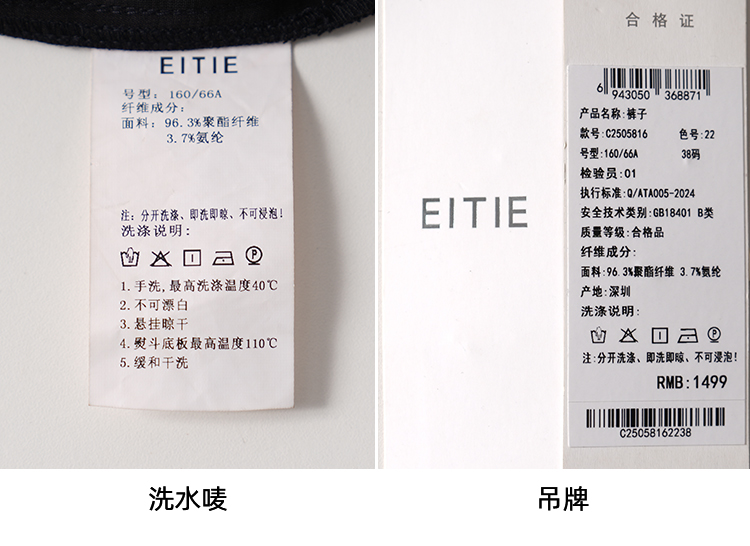 EITIE
号型: 160/66A
纤维成分:
面料: 96.3%聚酯纤维
3.7%氨纶
注: 分开洗涤、即洗即晾、不可浸泡!
洗涤说明:
P
1.手洗,最高洗涤温度40℃
2.不可漂白
3.悬挂晾干
4.熨斗底板最高温度110℃
5.缓和干洗
洗水唛
EITIE
合格证
6 943050 368871
产品名称:裤子
款号:C2505816 色号:22
号型:160/66A 38码
检验员:01
执行标准:Q/ATA005-2024
安全技术类别:GB18401 B类
质量等级:合格品
纤维成分:
面料:96.3%聚酯纤维 3.7%氨纶
产地:深圳
洗涤说明:
P
注:分开洗涤、即洗即晾、不可浸泡!
RMB:1499
C25058162238
吊牌